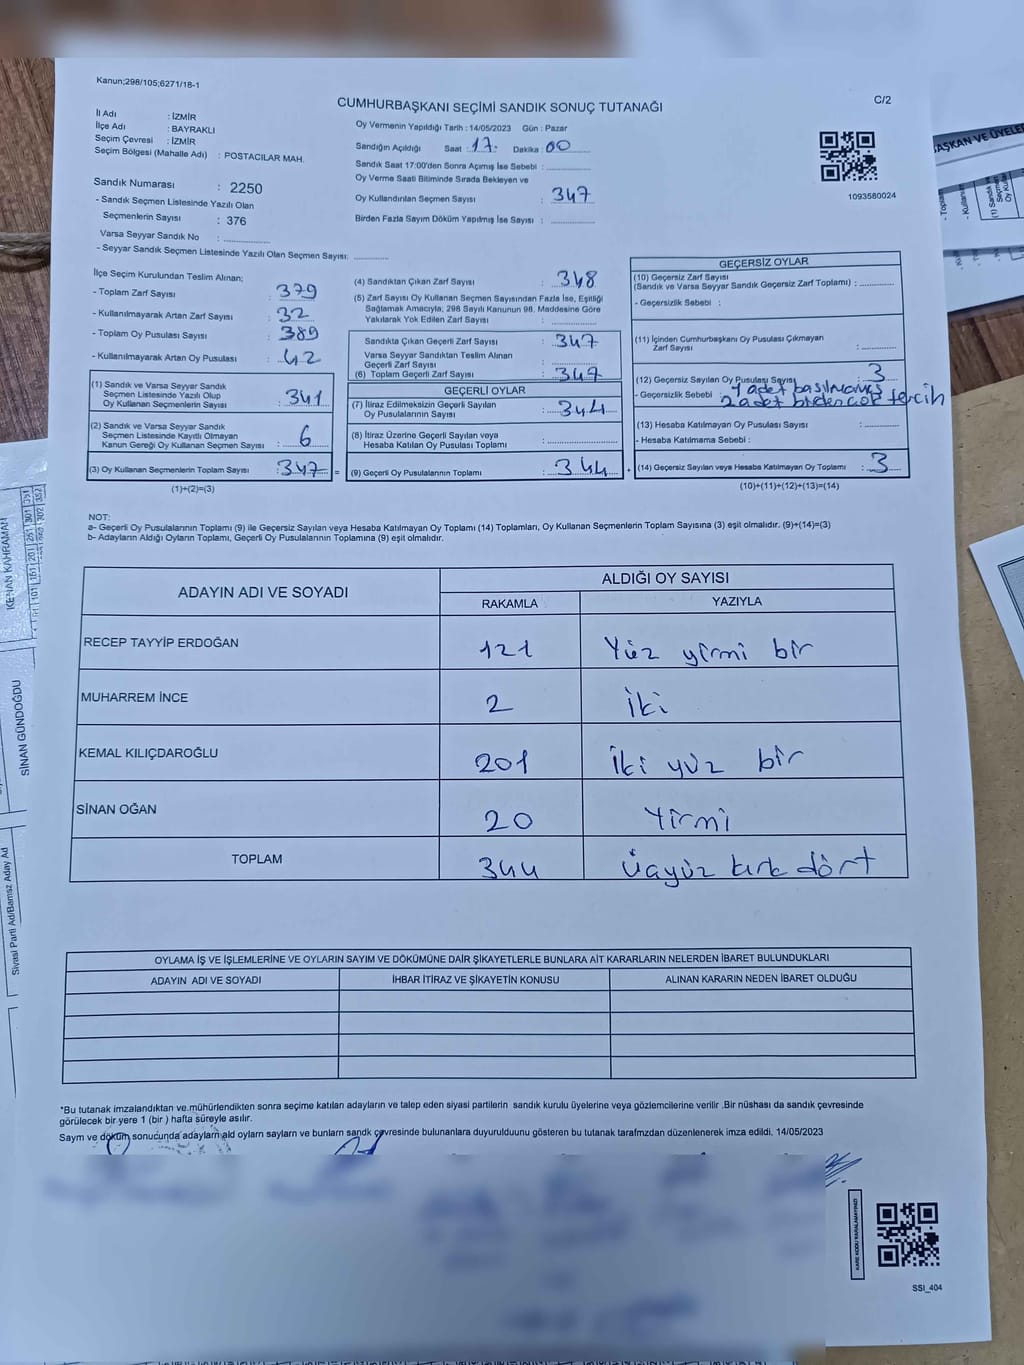 Kanun;298/105;6271/18-1
CUMHURBAŞKANI SEÇİMİ SANDIK SONUÇ TUTANAĞI
C/2
İl Adı : İZMİR
İlçe Adı : BAYRAKLI
Seçim Çevresi : İZMİR
Seçim Bölgesi (Mahalle Adı) : POSTACILAR MAH.
Sandık Numarası : 2250
- Sandık Seçmen Listesinde Yazılı Olan
Seçmenlerin Sayısı : 376
Varsa Seyyar Sandık No : ..............
- Seyyar Sandık Seçmen Listesinde Yazılı Olan Seçmen Sayısı: ..............
Oy Vermenin Yapıldığı Tarih : 14/05/2023 Gün : Pazar
Sandığın Açıldığı Saat : 17. Dakika : 00
Sandık Saat 17:00'den Sonra Açmış İse Sebebi : ..............
Oy Verme Saati Bitiminde Sırada Bekleyen ve
Oy Kullandırılan Seçmen Sayısı : 347
Birden Fazla Sayım Döküm Yapılmış İse Sayısı : ..............
1093580024
İlçe Seçim Kurulundan Teslim Alınan;
- Toplam Zarf Sayısı : 379
- Kullanılmayarak Artan Zarf Sayısı : 32
- Toplam Oy Pusulası Sayısı : 389
- Kullanılmayarak Artan Oy Pusulası : 42
(1) Sandık ve Varsa Seyyar Sandık
Seçmen Listesinde Yazılı Olup
Oy Kullanan Seçmenlerin Sayısı : 341
(2) Sandık ve Varsa Seyyar Sandık
Seçmen Listesinde Kayıtlı Olmayan
Kanun Gereği Oy Kullanan Seçmen Sayısı : 6
(3) Oy Kullanan Seçmenlerin Toplam Sayısı : 347 =
(1)+(2)=(3)
(4) Sandıktan Çıkan Zarf Sayısı : 348
(5) Zarf Sayısı Oy Kullanan Seçmen Sayısından Fazla İse, Eşitliği
Sağlamak Amacıyla; 298 Sayılı Kanunun 98. Maddesine Göre
Yakılarak Yok Edilen Zarf Sayısı : ..............
Sandıkta Çıkan Geçerli Zarf Sayısı : 347
Varsa Seyyar Sandıktan Teslim Alınan
Geçerli Zarf Sayısı : ..............
(6) Toplam Geçerli Zarf Sayısı : 347
GEÇERLİ OYLAR
(7) İtiraz Edilmeksizin Geçerli Sayılan
Oy Pusulalarının Sayısı : 344
(8) İtiraz Üzerine Geçerli Sayılan veya
Hesaba Katılan Oy Pusulası Toplamı : ..............
(9) Geçerli Oy Pusulalarının Toplamı : 344 +
GEÇERSİZ OYLAR
(10) Geçersiz Zarf Sayısı
(Sandık ve Varsa Seyyar Sandık Geçersiz Zarf Toplamı) : ..............
- Geçersizlik Sebebi :
(11) İçinden Cumhurbaşkanı Oy Pusulası Çıkmayan
Zarf Sayısı : ..............
(12) Geçersiz Sayılan Oy Pusulası Sayısı : 3
- Geçersizlik Sebebi 1 adet basılmamış
2 adet birden çok tercih
(13) Hesaba Katılmayan Oy Pusulası Sayısı : ..............
- Hesaba Katılmama Sebebi :
(14) Geçersiz Sayılan veya Hesaba Katılmayan Oy Toplamı : 3
(10)+(11)+(12)+(13)=(14)
NOT:
a- Geçerli Oy Pusulalarının Toplamı (9) ile Geçersiz Sayılan veya Hesaba Katılmayan Oy Toplamı (14) Toplamları, Oy Kullanan Seçmenlerin Toplam Sayısına (3) eşit olmalıdır. (9)+(14)=(3)
b- Adayların Aldığı Oyların Toplamı, Geçerli Oy Pusulalarının Toplamına (9) eşit olmalıdır.
ADAYIN ADI VE SOYADI
ALDIĞI OY SAYISI
RAKAMLA YAZIYLA
RECEP TAYYİP ERDOĞAN 121 Yüz yirmi bir
MUHARREM İNCE 2 İki
KEMAL KILIÇDAROĞLU 201 İki yüz bir
SİNAN OĞAN 20 Yirmi
TOPLAM 344 Üçyüz kırk dört
OYLAMA İŞ VE İŞLEMLERİNE VE OYLARIN SAYIM VE DÖKÜMÜNE DAİR ŞİKAYETLERLE BUNLARA AİT KARARLARIN NELERDEN İBARET BULUNDUKLARI
ADAYIN ADI VE SOYADI İHBAR İTİRAZ VE ŞİKAYETİN KONUSU ALINAN KARARIN NEDEN İBARET OLDUĞU
*Bu tutanak imzalandıktan ve mühürlendikten sonra seçime katılan adayların ve talep eden siyasi partilerin sandık kurulu üyelerine veya gözlemcilerine verilir .Bir nüshası da sandık çevresinde
görülecek bir yere 1 (bir ) hafta süreyle asılır.
Saym ve döküm sonucunda adaylarn ald oylarn saylarn ve bunlarn sandk çevresinde bulunanlara duyurulduunu gösteren bu tutanak tarafmzdan düzenlenerek imza edildi. 14/05/2023
KARE KODU KARALAMAYINIZ!
SSI_404
KENAN KAHRAMAN
SİNAN GÜNDOĞDU
Siyasi Parti Ad/Bamsz Aday Ad
AŞKAN VE ÜYELER